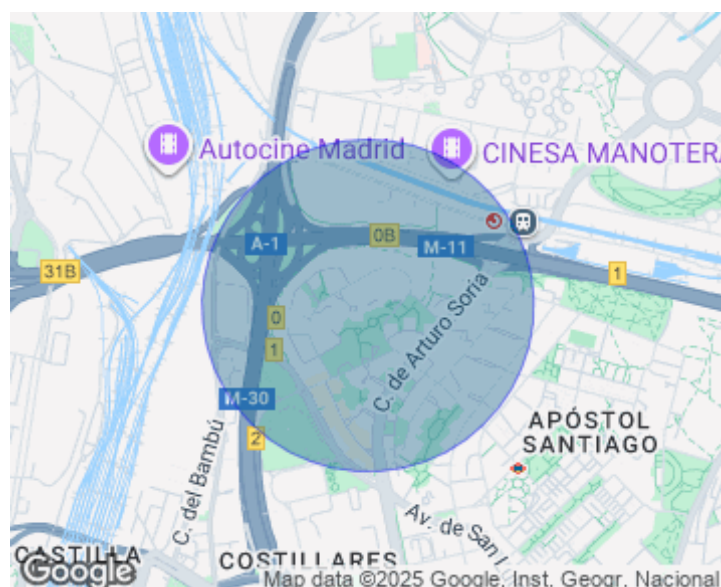 Autocine Madrid
CINESA MANOTERA
A-1
0B
M-11
31B
1
0
1
C. de Arturo Soria
M-30
2
APÓSTOL
SANTIAGO
C. del Bambú
Av. de San I
CASTILLA
COSTILLARES
Google
Map data ©2025 Google, Inst. Geogr. Nacional